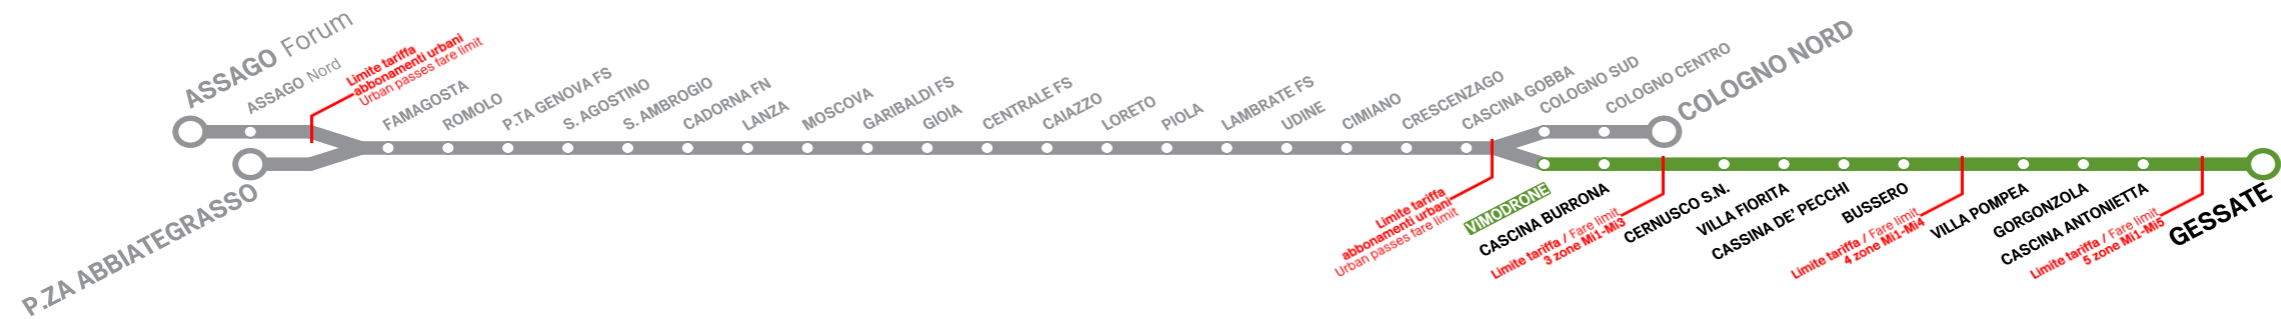 ASSAGO Forum
ASSAGO Nord
Limite tariffa
abbonamenti urbani
Urban passes fare limit
P.ZA ABBIATEGRASSO
FAMAGOSTA
ROMOLO
P.TA GENOVA FS
S. AGOSTINO
S. AMBROGIO
CADORNA FN
LANZA
MOSCOVA
GARIBALDI FS
GIOIA
CENTRALE FS
CAIAZZO
LORETO
PIOLA
LAMBRATE FS
UDINE
CIMIANO
CRESCENZAGO
CASCINA GOBBA
COLOGNO SUD
COLOGNO CENTRO
COLOGNO NORD
Limite tariffa
abbonamenti urbani
Urban passes fare limit
VIMODRONE
CASCINA BURRONA
Limite tariffa / Fare limit
3 zone Mi1-Mi3
CERNUSCO S.N.
VILLA FIORITA
CASSINA DE' PECCHI
BUSSERO
Limite tariffa / Fare limit
4 zone Mi1-Mi4
VILLA POMPEA
GORGONZOLA
CASCINA ANTONIETTA
Limite tariffa / Fare limit
5 zone Mi1-Mi5
GESSATE